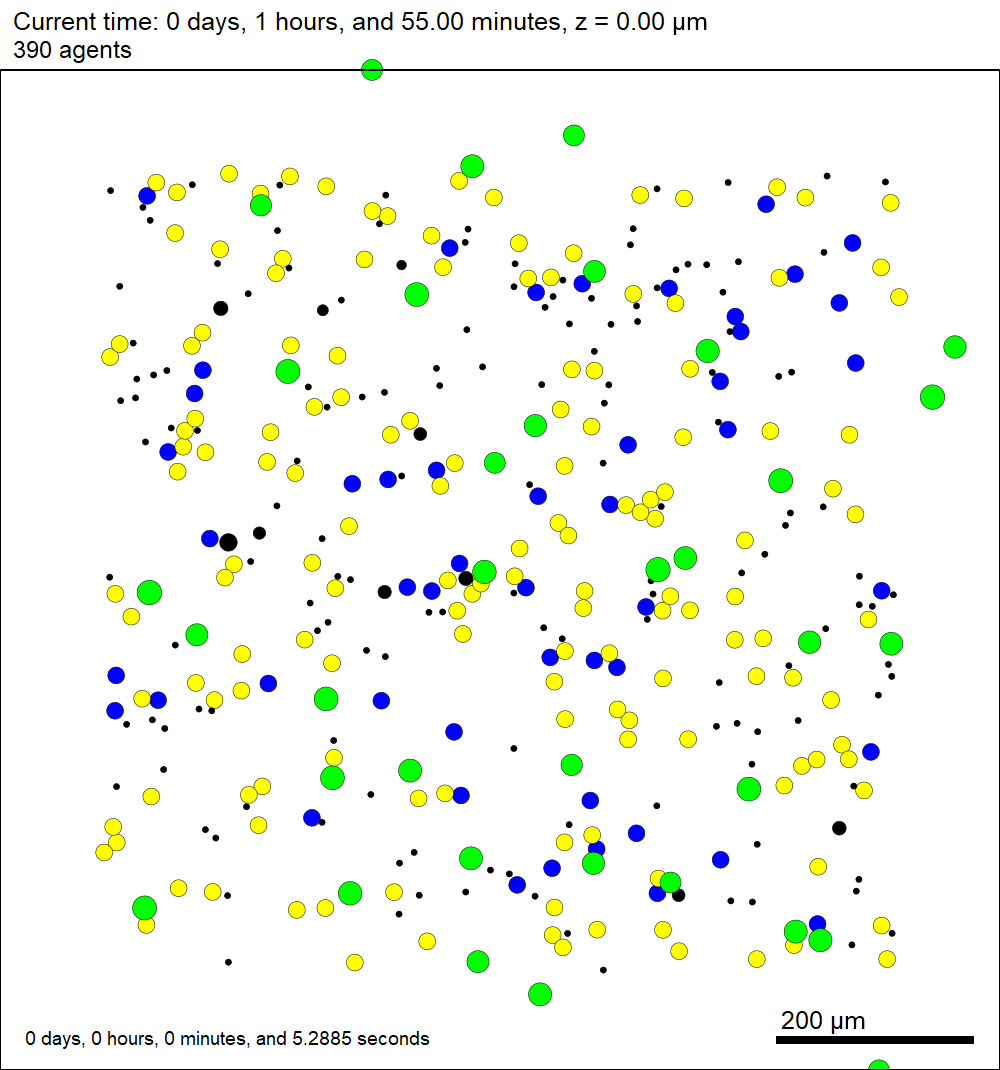 Current time: 0 days, 1 hours, and 55.00 minutes, z = 0.00 µm
390 agents
200 µm
0 days, 0 hours, 0 minutes, and 5.2885 seconds